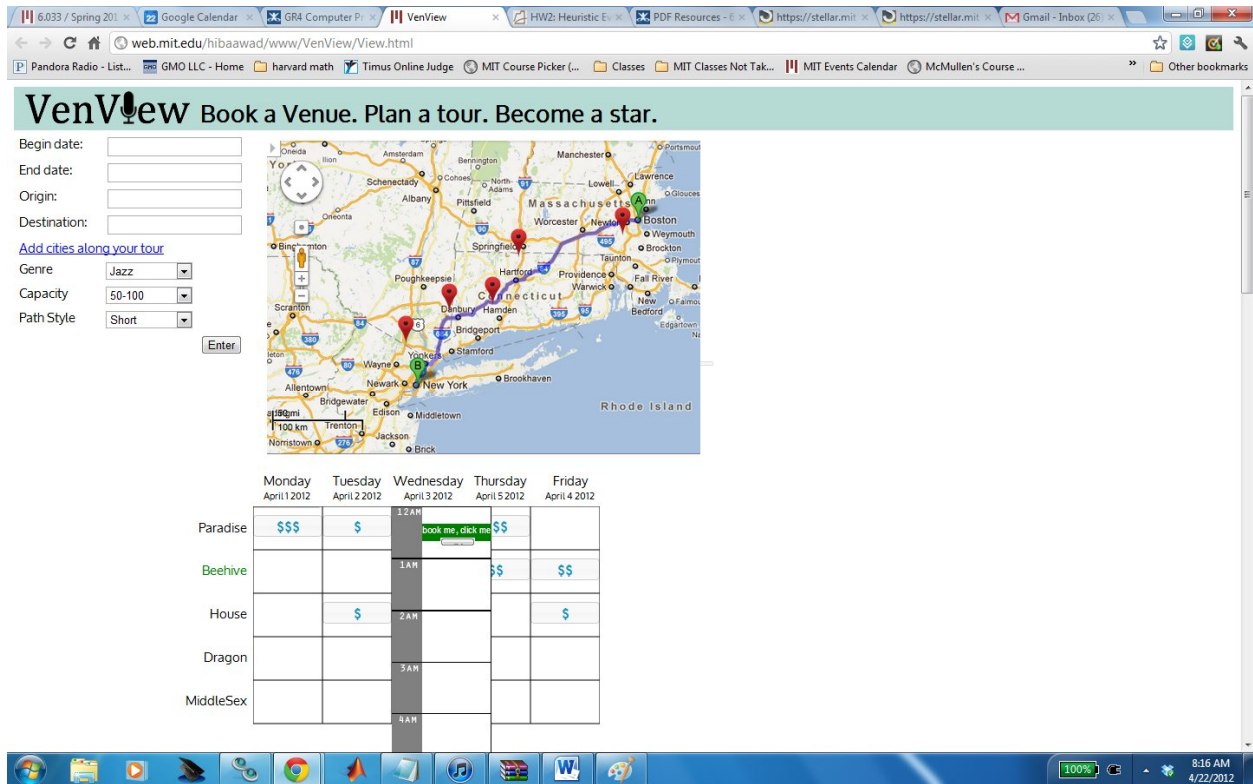 6.033 / Spring 201
Google Calendar
GR4 Computer Pr
VenView
HW2: Heuristic Ev
PDF Resources - 6
https://stellar.mit
https://stellar.mit
Gmail - Inbox (26)
web.mit.edu/hibaawad/www/VenView/View.html
Pandora Radio - List...
GMO LLC - Home
harvard math
Timus Online Judge
MIT Course Picker (...
Classes
MIT Classes Not Tak...
MIT Events Calendar
McMullen's Course ...
»
Other bookmarks
VenView Book a Venue. Plan a tour. Become a star.
Begin date:
End date:
Origin:
Destination:
Add cities along your tour
Genre Jazz
Capacity 50-100
Path Style Short
Enter
Oneida
Amsterdam
Bennington
Manchester
Schenectady
Cohoes
North Adams
Lowell
Lawrence
Albany
Pittsfield
Massachusetts
A
Oneonta
Worcester
Newton
Boston
Weymouth
Springfield
Brockton
Taunton
Poughkeepsie
Hartford
Providence
Fall River
Warwick
Connecticut
New Bedford
Scranton
Danbury
Hamden
Edgartown
Bridgeport
Yonkers
Stamford
Wayne
B
Newark
New York
Brookhaven
Allentown
Bridgewater
Edison
Middletown
Rhode Island
100 km
Trenton
Jackson
Norristown
Brick
Monday Tuesday Wednesday Thursday Friday
April 1 2012 April 2 2012 April 3 2012 April 5 2012 April 4 2012
12AM
Paradise $$$ $ book me, click me $$
Beehive 1AM $$ $$
House $ 2AM $
Dragon
3AM
MiddleSex
4AM
100%
8:16 AM
4/22/2012